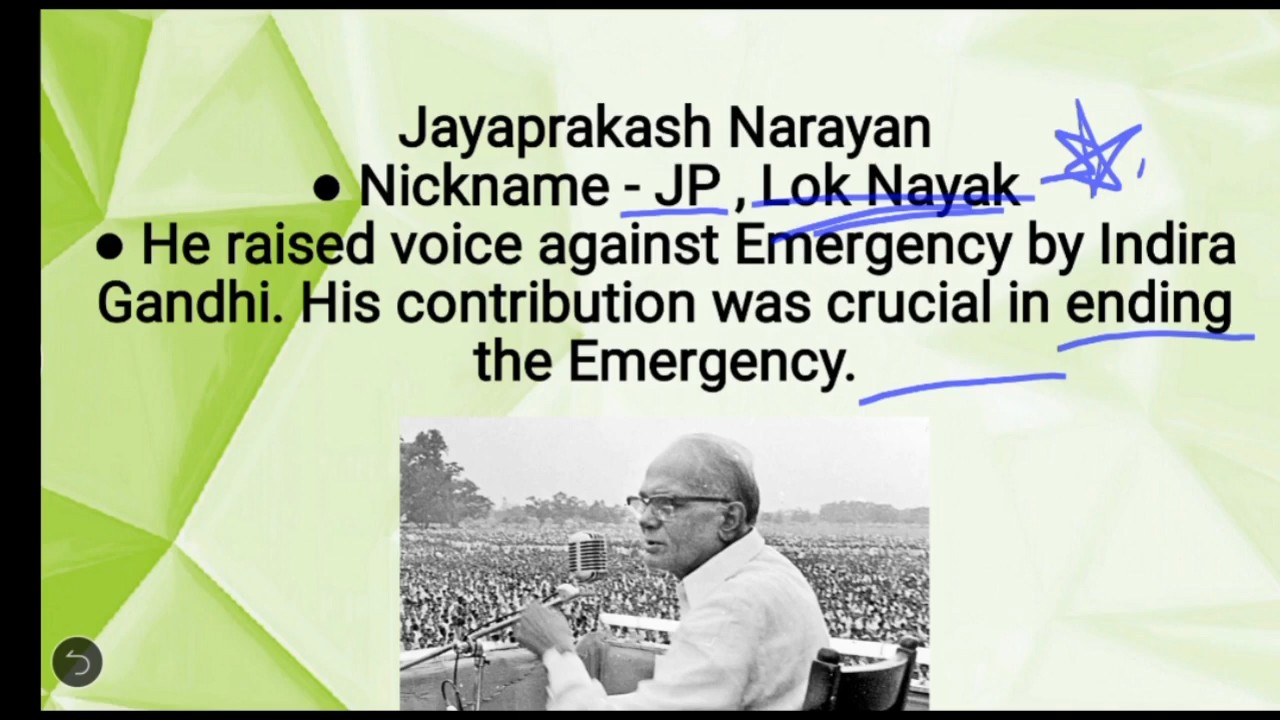 Jayaprakash Narayan
● Nickname - JP , Lok Nayak
● He raised voice against Emergency by Indira
Gandhi. His contribution was crucial in ending
the Emergency.